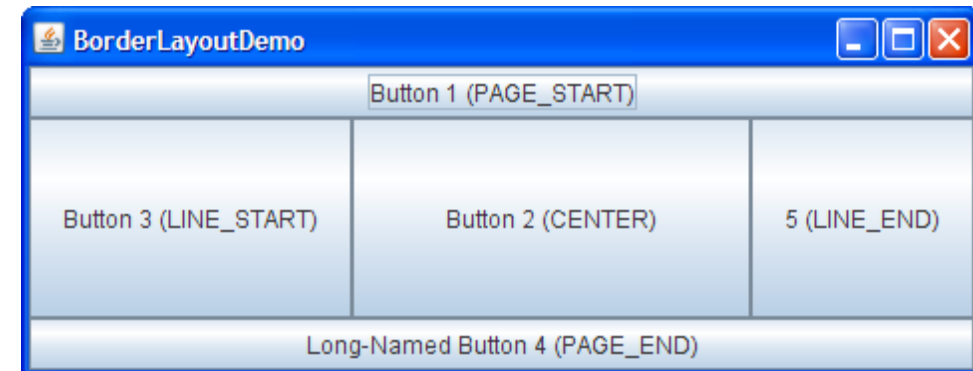 BorderLayoutDemo
Button 1 (PAGE_START)
Button 3 (LINE_START)
Button 2 (CENTER)
5 (LINE_END)
Long-Named Button 4 (PAGE_END)